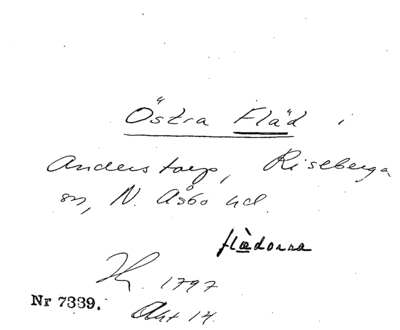 Östra Fläd i
Anderstorp, Riseberga
sn, N. Åsbo hd.
flädorna
1797
Nr 7339.
Akt 14.